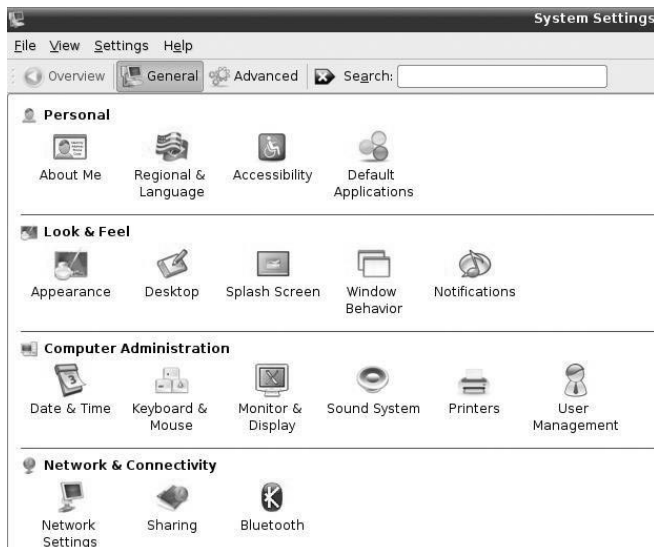 System Settings
File View Settings Help
Overview General Advanced Search:
Personal
About Me Regional & Language Accessibility Default Applications
Look & Feel
Appearance Desktop Splash Screen Window Behavior Notifications
Computer Administration
Date & Time Keyboard & Mouse Monitor & Display Sound System Printers User Management
Network & Connectivity
Network Settings Sharing Bluetooth